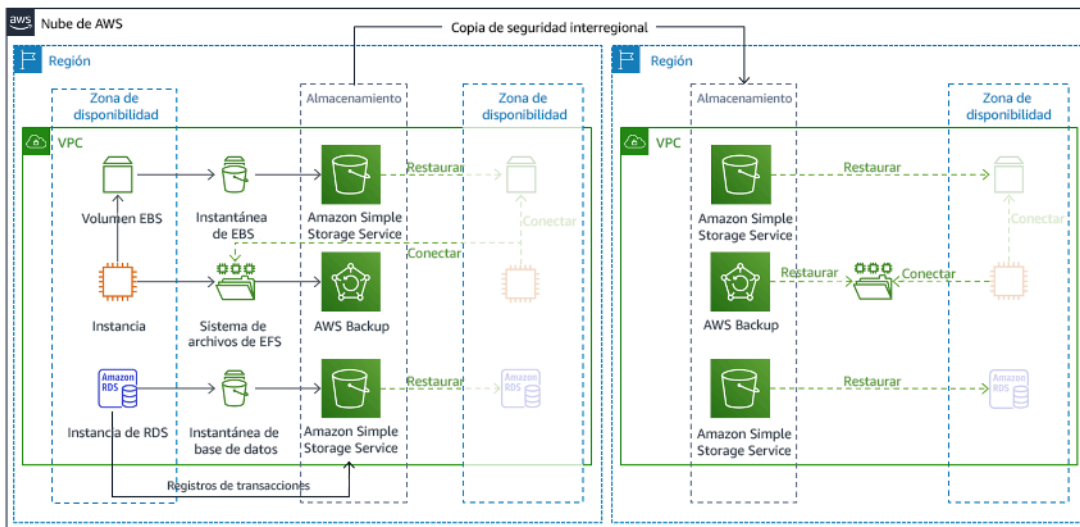 aws
Nube de AWS
Copia de seguridad interregional
Región
Región
Zona de
disponibilidad
Almacenamiento
Zona de
disponibilidad
Almacenamiento
Zona de
disponibilidad
VPC
VPC
Restaurar
Restaurar
Volumen EBS
Instantánea
de EBS
Amazon Simple
Storage Service
Conectar
Amazon Simple
Storage Service
Conectar
Conectar
Restaurar
Conectar
Instancia
Sistema de
archivos de EFS
AWS Backup
AWS Backup
Amazon
RDS
Restaurar
Amazon
RDS
Restaurar
Amazon
RDS
Instancia de RDS
Instantánea de
base de datos
Amazon Simple
Storage Service
Amazon Simple
Storage Service
Registros de transacciones